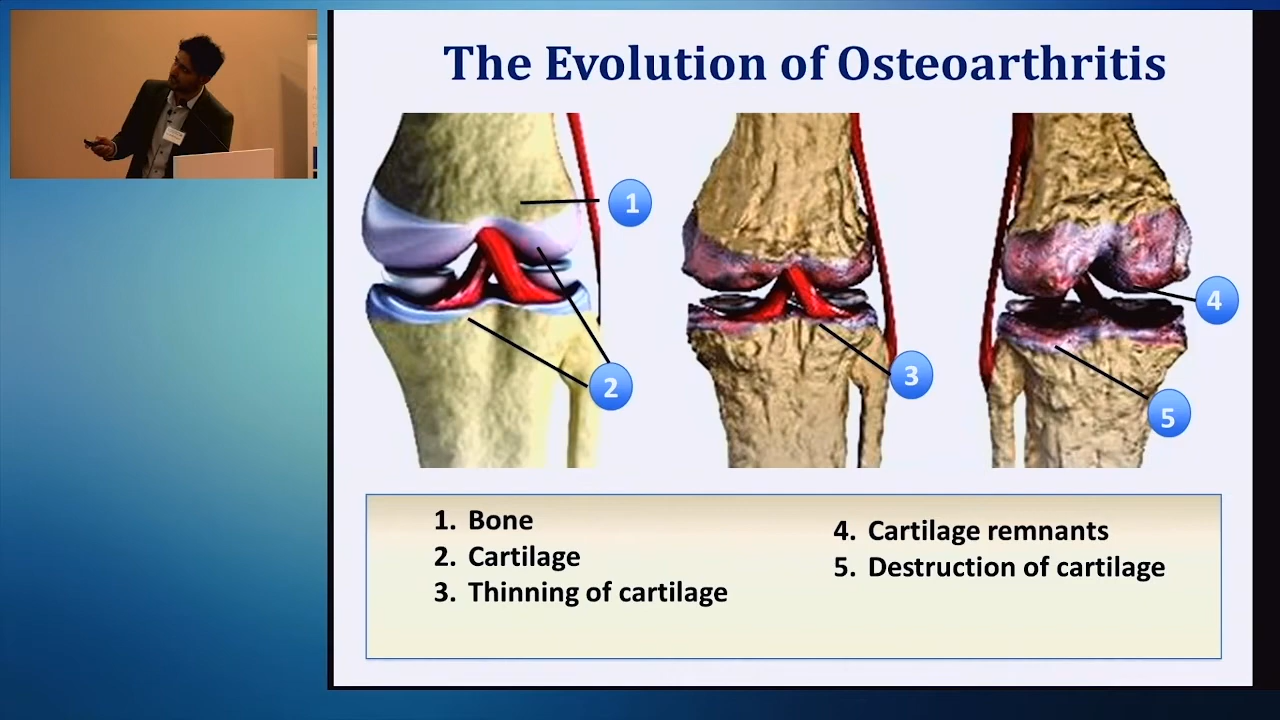 The Evolution of Osteoarthritis
1
2
3
4
5
1. Bone
2. Cartilage
3. Thinning of cartilage
4. Cartilage remnants
5. Destruction of cartilage